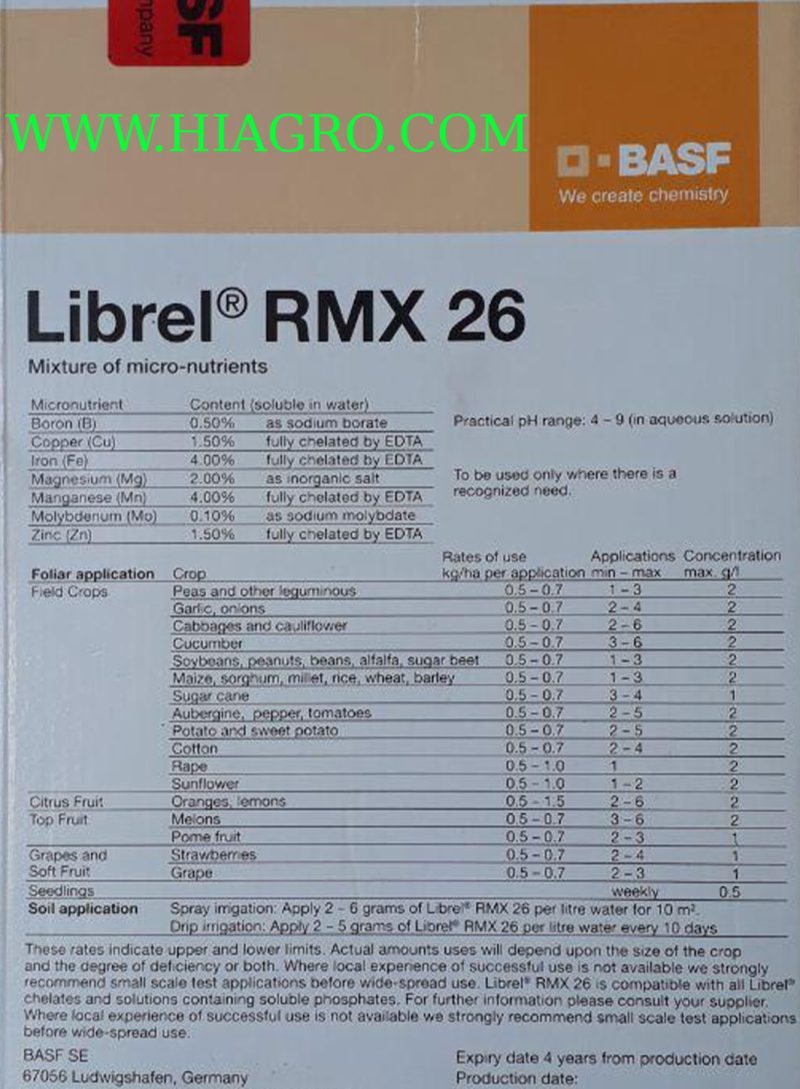 SF
mpany
WWW.HIAGRO.COM
BASF
We create chemistry
Librel® RMX 26
Mixture of micro-nutrients
Micronutrient Content (soluble in water)
Boron (B) 0.50% as sodium borate
Copper (Cu) 1.50% fully chelated by EDTA
Iron (Fe) 4.00% fully chelated by EDTA
Magnesium (Mg) 2.00% as inorganic salt
Manganese (Mn) 4.00% fully chelated by EDTA
Molybdenum (Mo) 0.10% as sodium molybdate
Zinc (Zn) 1.50% fully chelated by EDTA
Practical pH range: 4 – 9 (in aqueous solution)
To be used only where there is a
recognized need.
Rates of use Applications Concentration
Foliar application Crop kg/ha per application min – max max. g/l
Field Crops Peas and other leguminous 0.5 – 0.7 1 – 3 2
Garlic, onions 0.5 – 0.7 2 – 4 2
Cabbages and cauliflower 0.5 – 0.7 2 – 6 2
Cucumber 0.5 – 0.7 3 – 6 2
Soybeans, peanuts, beans, alfalfa, sugar beet 0.5 – 0.7 1 – 3 2
Maize, sorghum, millet, rice, wheat, barley 0.5 – 0.7 1 – 3 2
Sugar cane 0.5 – 0.7 3 – 4 1
Aubergine, pepper, tomatoes 0.5 – 0.7 2 – 5 2
Potato and sweet potato 0.5 – 0.7 2 – 5 2
Cotton 0.5 – 0.7 2 – 4 2
Rape 0.5 – 1.0 1 2
Sunflower 0.5 – 1.0 1 – 2 2
Citrus Fruit Oranges, lemons 0.5 – 1.5 2 – 6 2
Top Fruit Melons 0.5 – 0.7 3 – 6 2
Pome fruit 0.5 – 0.7 2 – 3 1
Grapes and Strawberries 0.5 – 0.7 2 – 4 1
Soft Fruit Grape 0.5 – 0.7 2 – 3 1
Seedlings weekly 0.5
Soil application Spray irrigation: Apply 2 – 6 grams of Librel® RMX 26 per litre water for 10 m².
Drip irrigation: Apply 2 – 5 grams of Librel® RMX 26 per litre water every 10 days
These rates indicate upper and lower limits. Actual amounts uses will depend upon the size of the crop
and the degree of deficiency or both. Where local experience of successful use is not available we strongly
recommend small scale test applications before wide-spread use. Librel® RMX 26 is compatible with all Librel®
chelates and solutions containing soluble phosphates. For further information please consult your supplier.
Where local experience of successful use is not available we strongly recommend small scale test applications
before wide-spread use.
BASF SE
67056 Ludwigshafen, Germany
Expiry date 4 years from production date
Production date: